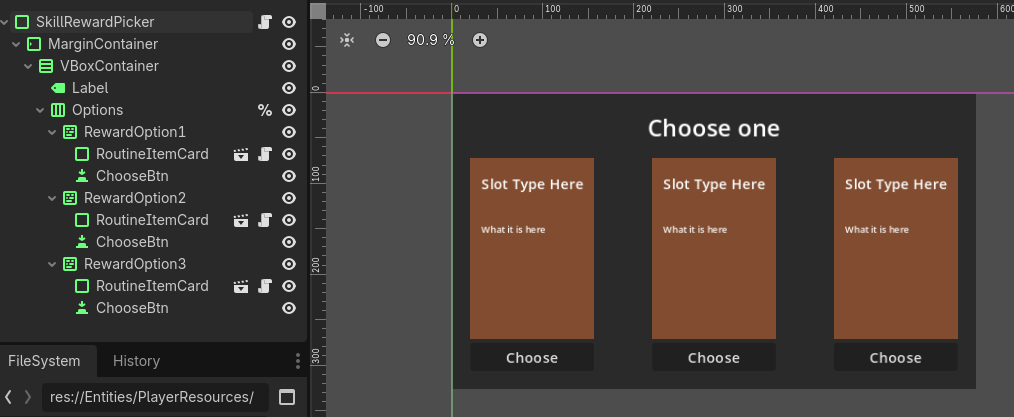 SkillRewardPicker
MarginContainer
VBoxContainer
Label
Options %
RewardOption1
RoutineItemCard
ChooseBtn
RewardOption2
RoutineItemCard
ChooseBtn
RewardOption3
RoutineItemCard
ChooseBtn
FileSystem History
res://Entities/PlayerResources/
-100 0 100 200 300 400 500 600
90.9 %
0
100
200
300
Choose one
Slot Type Here Slot Type Here Slot Type Here
What it is here What it is here What it is here
Choose Choose Choose